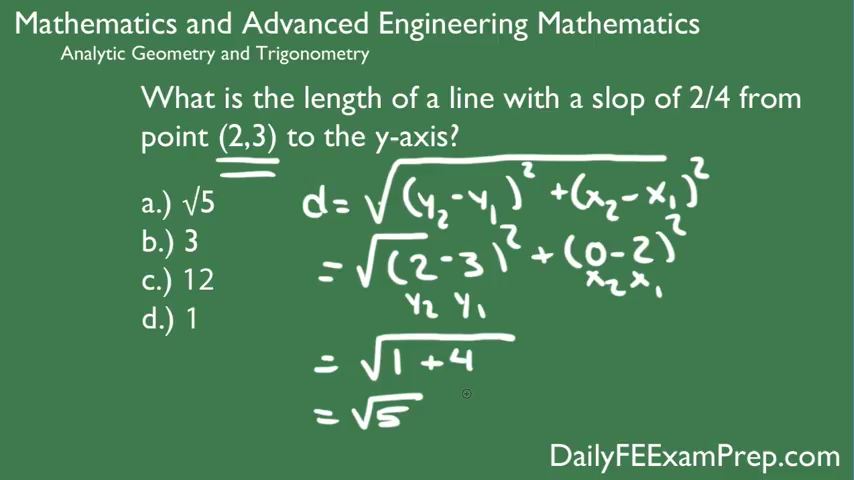 Mathematics and Advanced Engineering Mathematics
Analytic Geometry and Trigonometry
What is the length of a line with a slop of 2/4 from
point (2,3) to the y-axis?
a.) √5
b.) 3
c.) 12
d.) 1
d = √(y₂ - y₁)² + (x₂ - x₁)²
= √(2 - 3)² + (0 - 2)²
y₂ y₁ x₂ x₁
= √1 + 4
= √5
DailyFEExamPrep.com